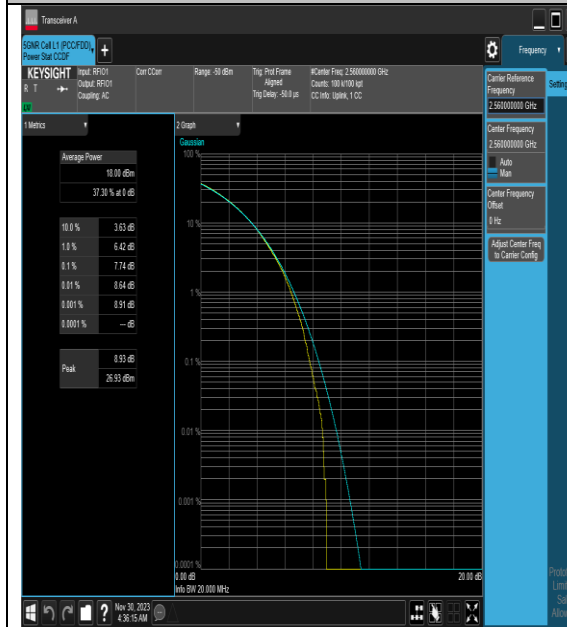 Transceiver A
5GNR Cell L1 (PCC/FDD),
Power Stat CCDF
KEYSIGHT
R T
Input: RFIO1
Output: RFIO1
Coupling: AC
Corr CCorr
Range: -50 dBm
Trig: Prot Frame
Aligned
Trig Delay: -50.0 µs
#Center Freq: 2.560000000 GHz
Counts: 100 k/100 kpt
CC Info: Uplink, 1 CC
1 Metrics
Average Power
18.00 dBm
37.30 % at 0 dB
10.0 % 3.63 dB
1.0 % 6.42 dB
0.1 % 7.74 dB
0.01 % 8.64 dB
0.001 % 8.91 dB
0.0001 % --- dB
Peak
8.93 dB
26.93 dBm
2 Graph
Gaussian
100 %
10 %
1 %
0.1 %
0.01 %
0.001 %
0.0001 %
0.00 dB
20.00 dB
Info BW 20.000 MHz
Frequency
Carrier Reference
Frequency
2.560000000 GHz
Center Frequency
2.560000000 GHz
Auto
Man
Center Frequency
Offset
0 Hz
Adjust Center Freq
to Carrier Config
Setting
Proto
Limi
Sa
Allow
?
Nov 30, 2023
4:36:15 AM